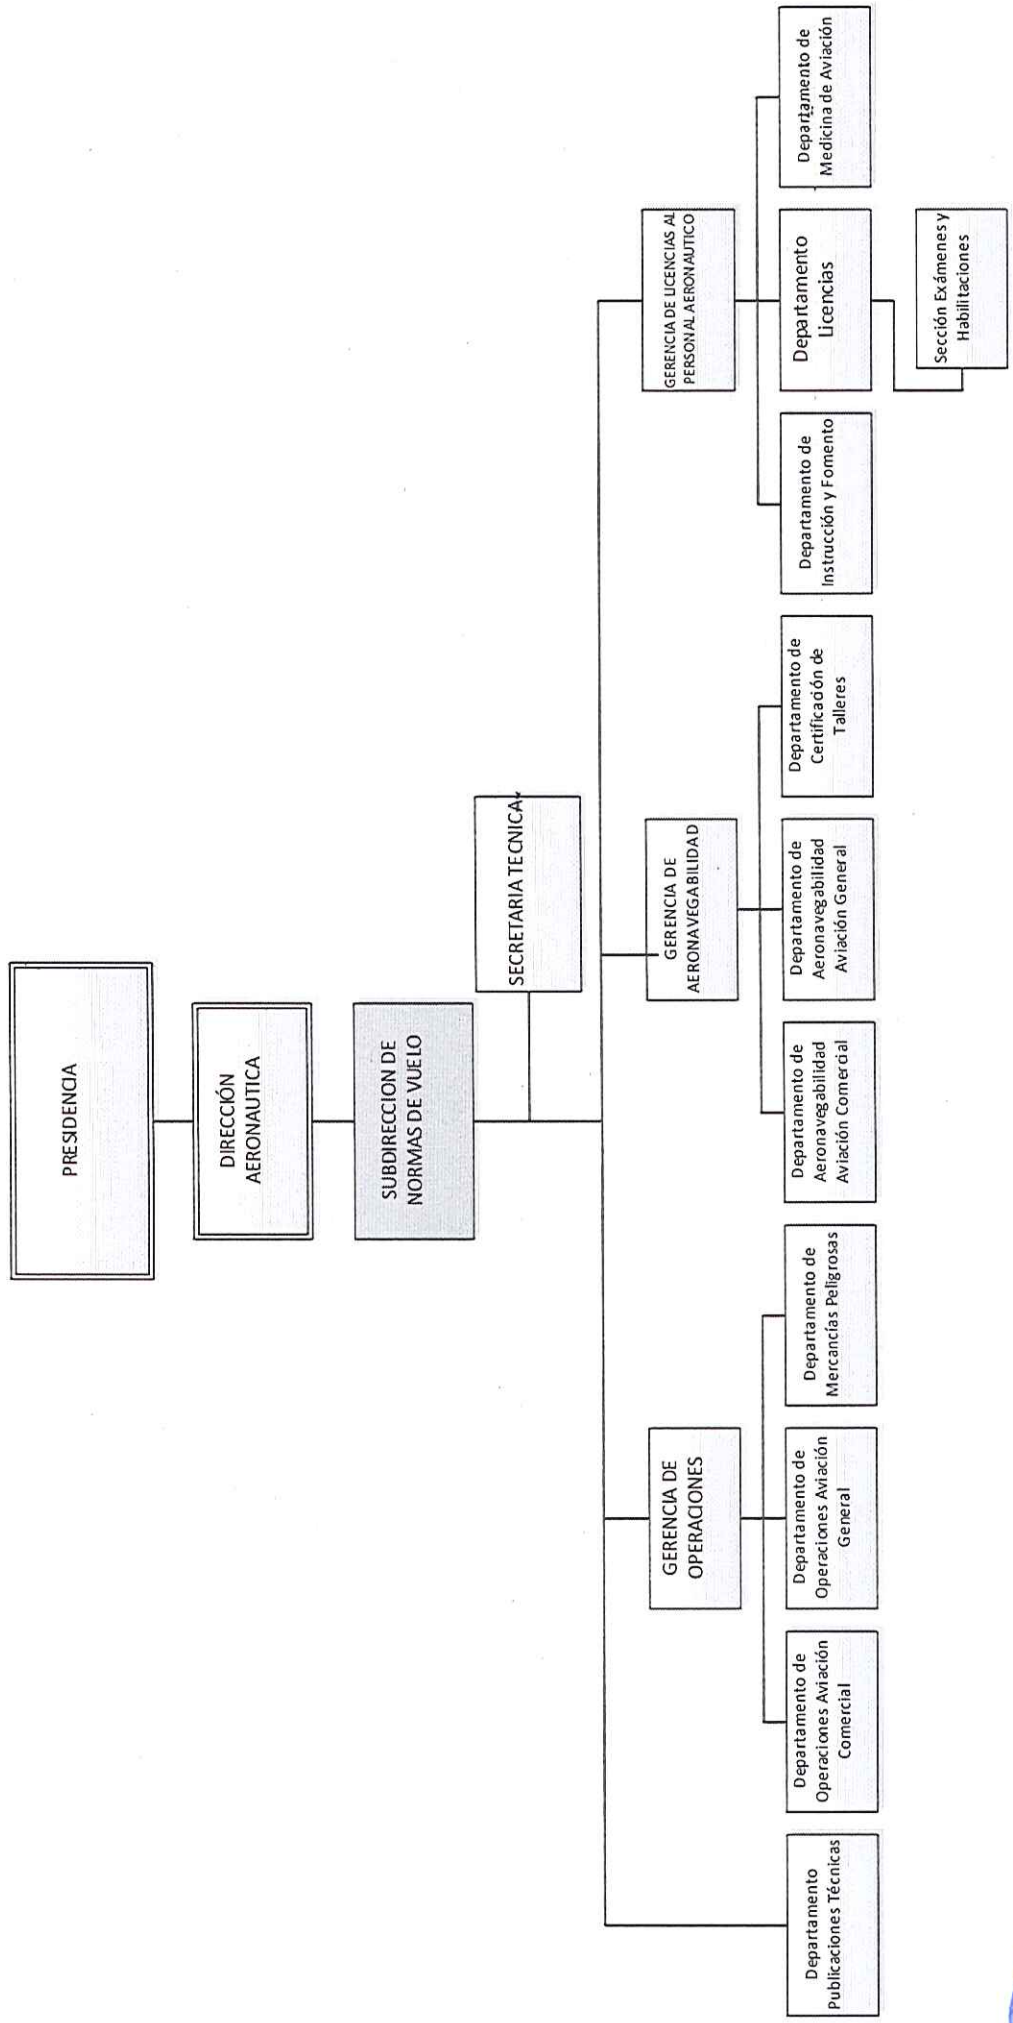 PRESIDENCIA
DIRECCIÓN
AERONAUTICA
SUBDIRECCION DE
NORMAS DE VUELO
SECRETARIA TECNICA
GERENCIA DE
OPERACIONES
GERENCIA DE
AERONAVEGABILIDAD
GERENCIA DE LICENCIAS AL
PERSONAL AERONAUTICO
Departamento
Publicaciones Técnicas
Departamento de
Operaciones Aviación
Comercial
Departamento de
Operaciones Aviación
General
Departamento de
Mercancías Peligrosas
Departamento de
Aeronavegabilidad
Aviación Comercial
Departamento de
Aeronavegabilidad
Aviación General
Departamento de
Certificación de
Talleres
Departamento de
Instrucción y Fomento
Departamento
Licencias
Departamento de
Medicina de Aviación
Sección Exámenes y
Habilitaciones